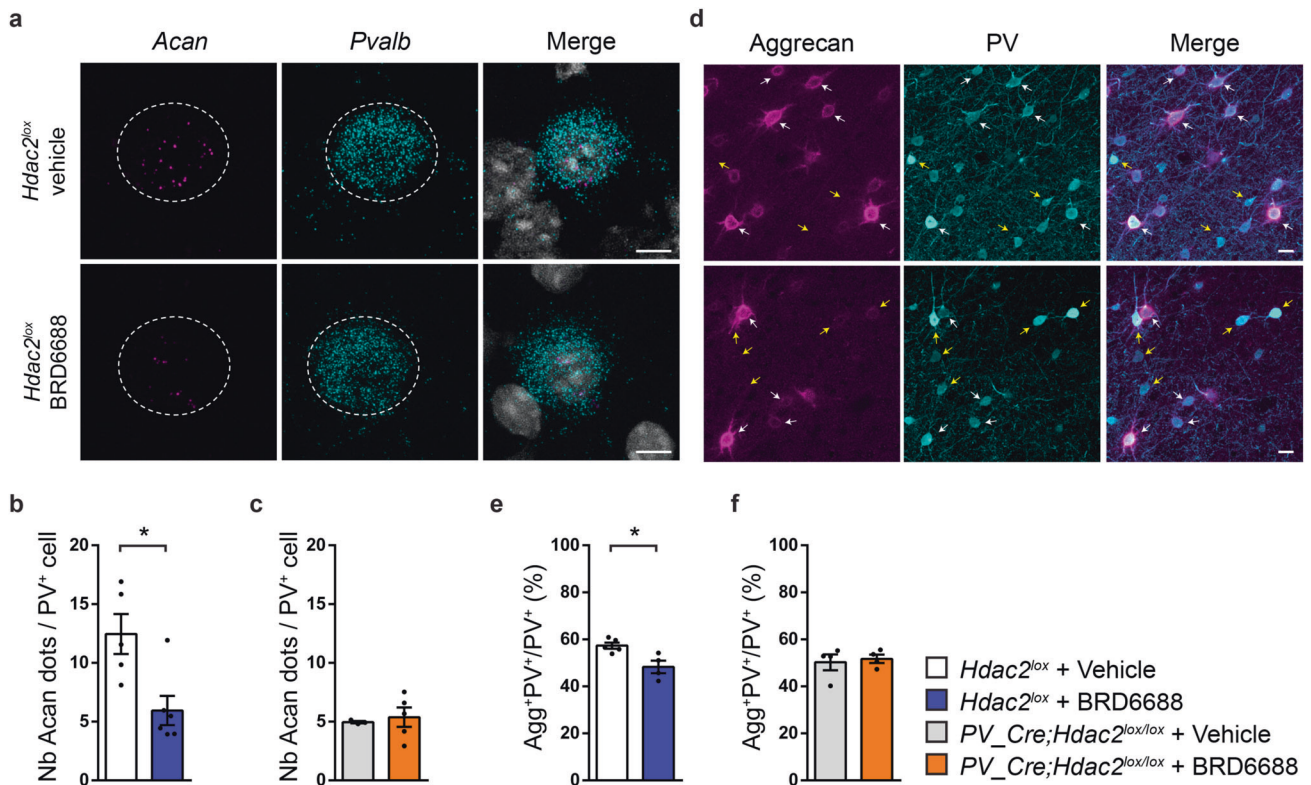 a
Acan Pvalb Merge
Hdac2lox
vehicle
Hdac2lox
BRD6688
d
Aggrecan PV Merge
b
Nb Acan dots / PV+ cell
20
15
10
5
0
*
c
Nb Acan dots / PV+ cell
20
15
10
5
0
e
Agg+PV+/PV+ (%)
100
80
60
40
20
0
*
f
Agg+PV+/PV+ (%)
100
80
60
40
20
0
Hdac2lox + Vehicle
Hdac2lox + BRD6688
PV_Cre;Hdac2lox/lox + Vehicle
PV_Cre;Hdac2lox/lox + BRD6688